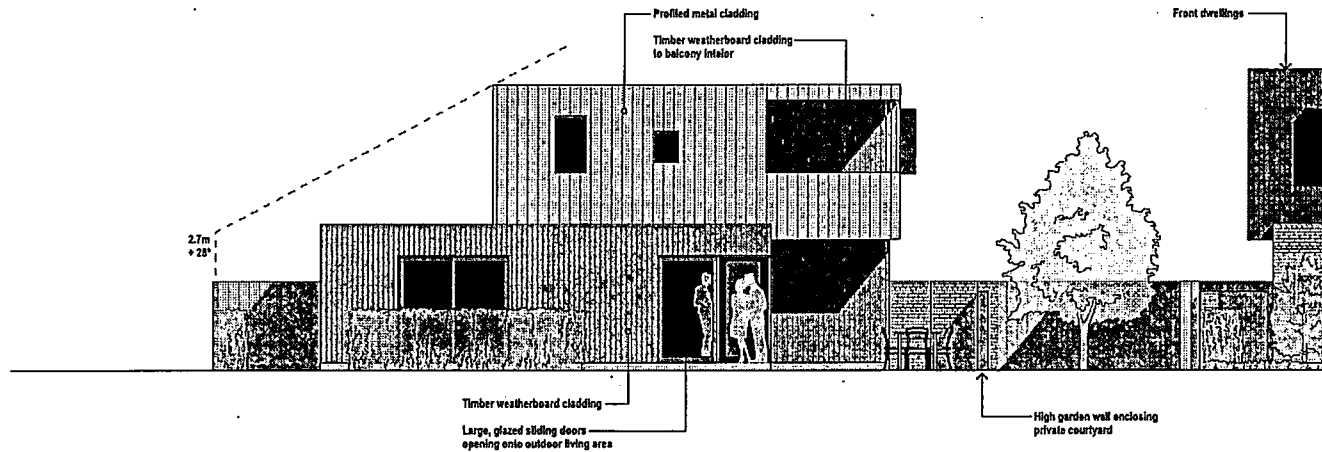 Profiled metal cladding
Timber weatherboard cladding
to balcony interior
Front dwellings
2.7m
+ 28°
Timber weatherboard cladding
Large, glazed sliding doors
opening onto outdoor living area
High garden wall enclosing
private courtyard